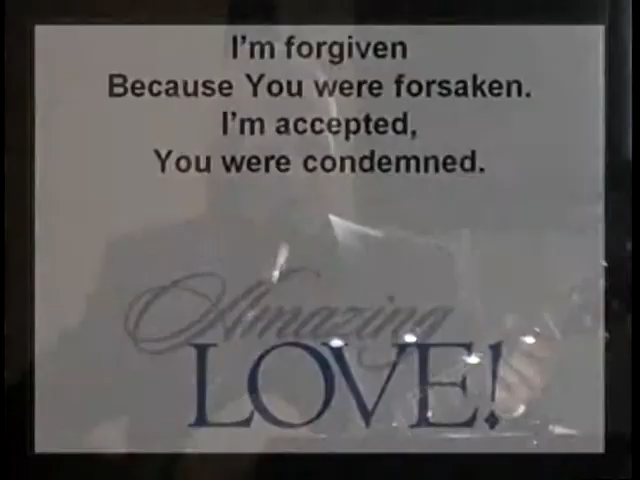 I'm forgiven
Because You were forsaken.
I'm accepted,
You were condemned.
Amazing
LOVE!